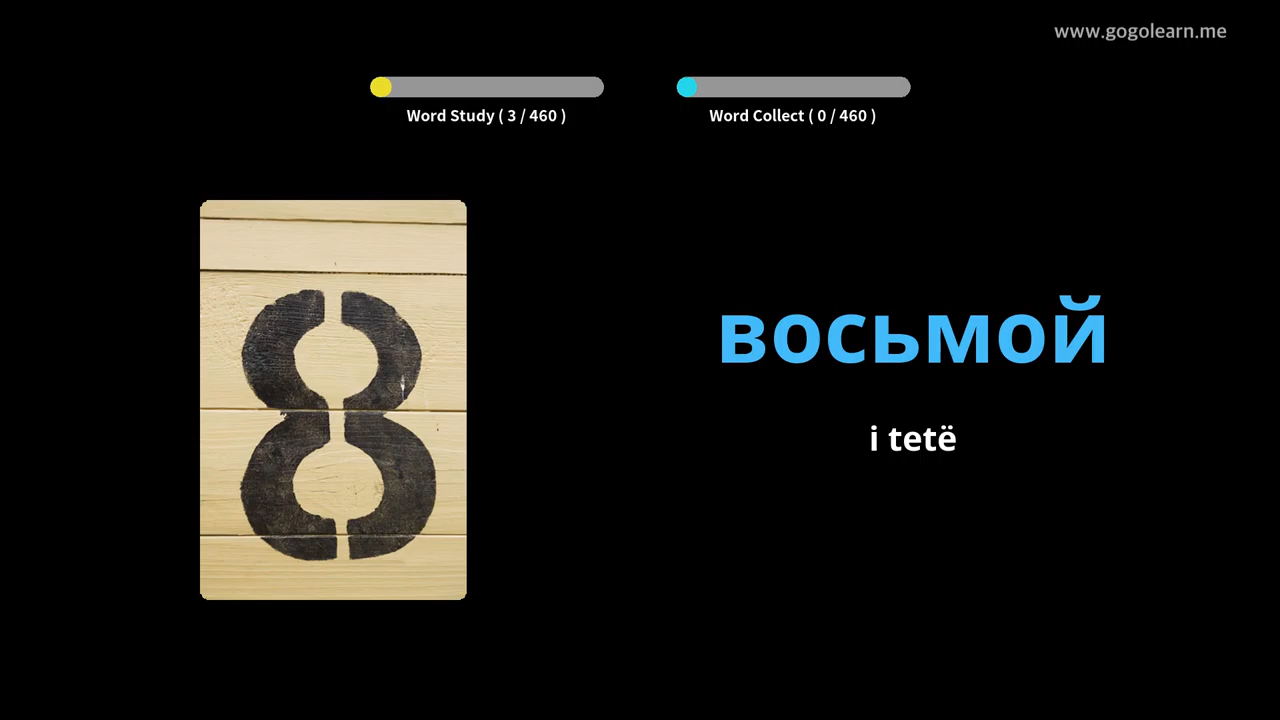 www.gogolearn.me
Word Study ( 3 / 460 )
Word Collect ( 0 / 460 )
8
восьмой
i tetë